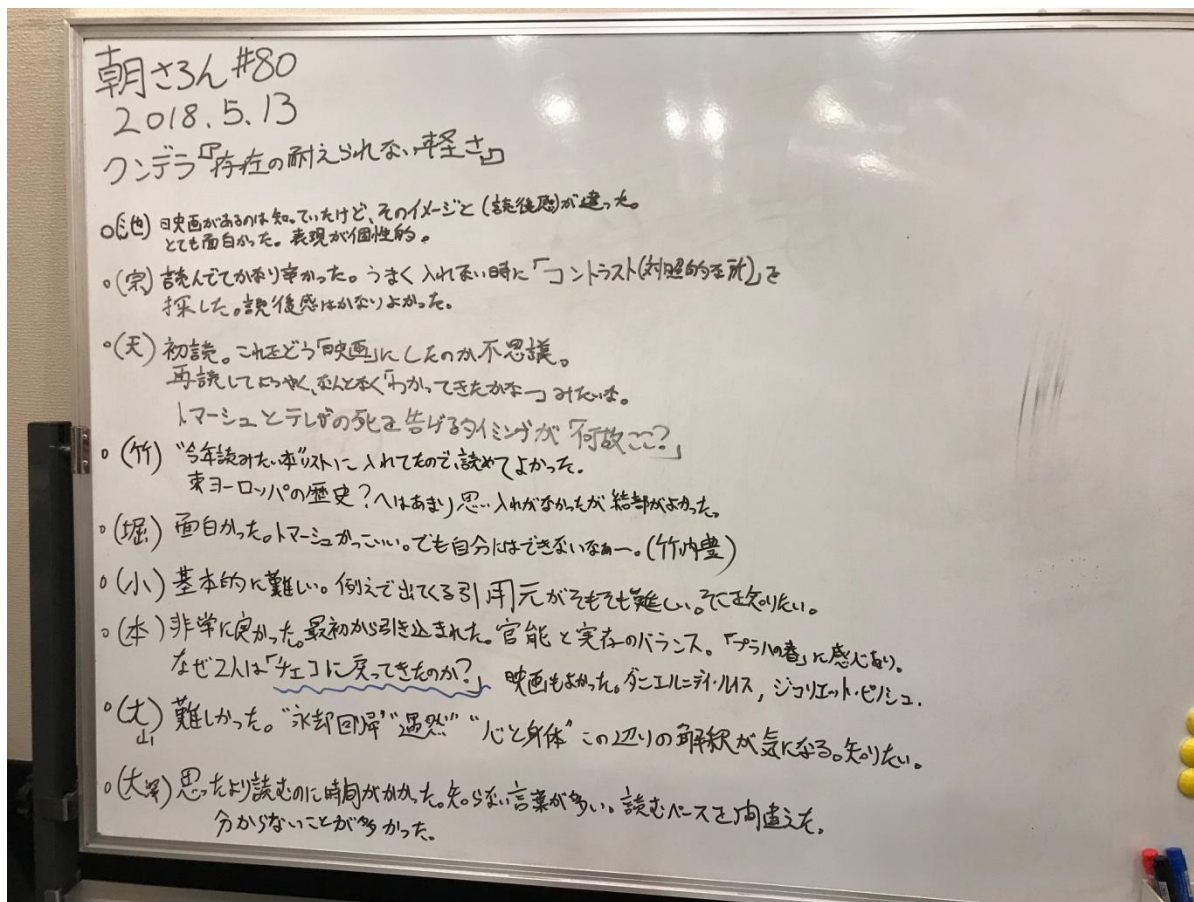 朝さろん#80
2018.5.13
クンデラ『存在の耐えられない軽さ』
○(池) 映画があるのは知っていたけど、そのイメージと(読後感)が違った。
とても面白かった。表現が個性的。
○(宗) 読んでてかなり辛かった。うまく入れない時に「コントラスト(対照的な所)」を
探した。読後感はかなりよかった。
○(天) 初読。これをどう「映画」にしたのか不思議。
再読してようやく、なんとなく「わかってきたかなー」みたいな。
トマーシュとテレザの死を告げるタイミングが「何故ここ?」
○(竹) "今年読みたい本"リストに入れてたので、読めてよかった。
東ヨーロッパの歴史?へはあまり思い入れがなかったが結部がよかった。
○(堀) 面白かった。トマーシュかっこいい。でも自分にはできないなぁー。(竹内豊)
○(小) 基本的に難しい。例えで出てくる引用元がそもそも難しい。そこを知りたい。
○(本) 非常に良かった。最初から引き込まれた。官能と実存のバランス。「プラハの春」に感じあり。
なぜ2人は「チェコに戻ってきたのか?」 映画もよかった。ダニエル=デイ・ルイス, ジュリエット・ビノシュ.
○(大山) 難しかった。"永却回帰" "遇然" "心と身体" この辺りの解釈が気になる。知りたい。
○(大澤) 思ったより読むのに時間がかかった。知らない言葉が多い。読むペースを間違えた。
分からないことが多かった。